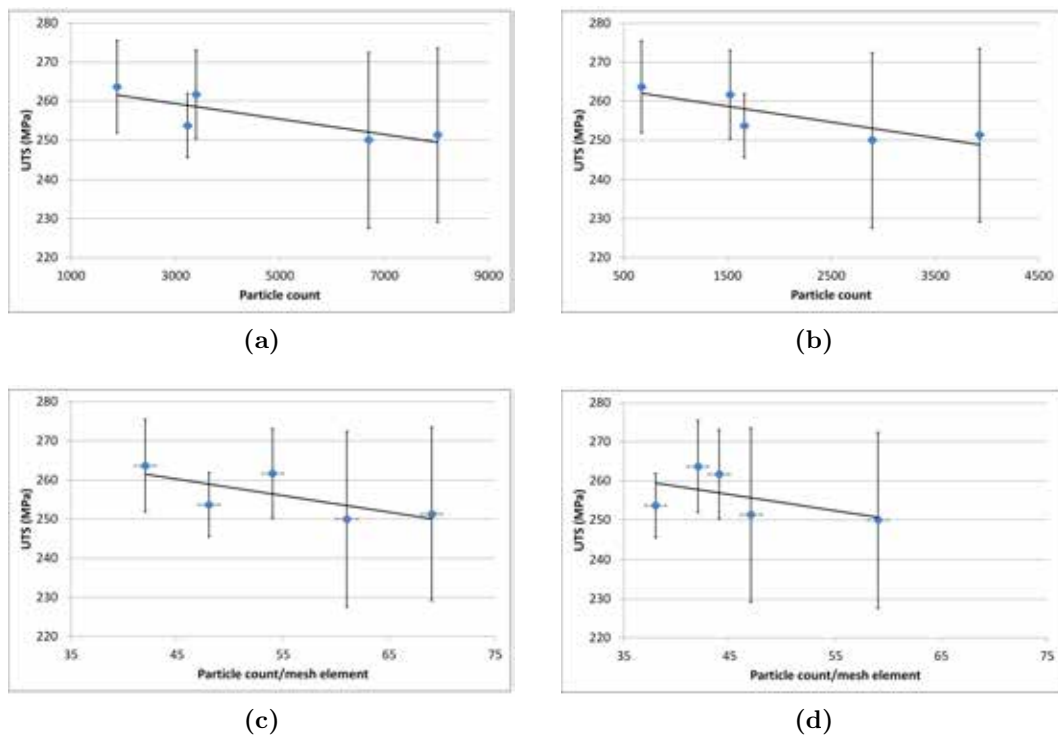 280
270
260
250
240
230
220
UTS (MPa)
1000 3000 5000 7000 9000
Particle count
(a)
280
270
260
250
240
230
220
UTS (MPa)
500 1500 2500 3500 4500
Particle count
(b)
280
270
260
250
240
230
220
UTS (MPa)
35 45 55 65 75
Particle count/mesh element
(c)
280
270
260
250
240
230
220
UTS (MPa)
35 45 55 65 75
Particle count/mesh element
(d)